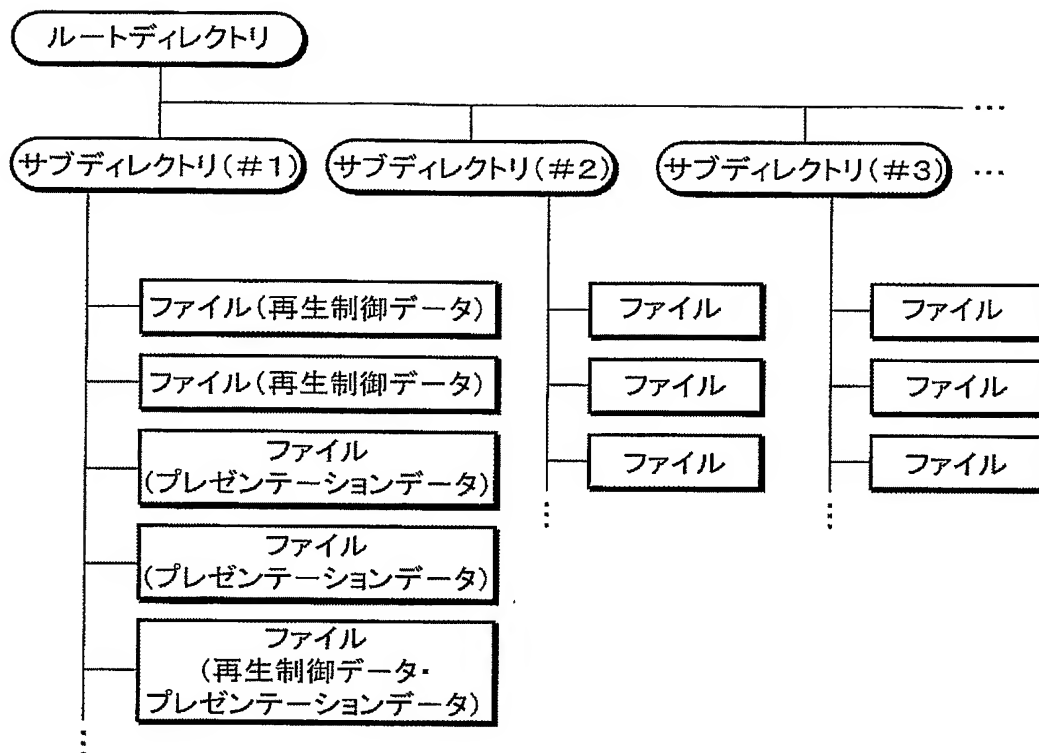 ルートディレクトリ
…
サブディレクトリ(#1)
サブディレクトリ(#2)
サブディレクトリ(#3)
…
ファイル(再生制御データ)
ファイル(再生制御データ)
ファイル
(プレゼンテーションデータ)
ファイル
(プレゼンテーションデータ)
ファイル
(再生制御データ・
プレゼンテーションデータ)
ファイル
ファイル
ファイル
ファイル
ファイル
ファイル